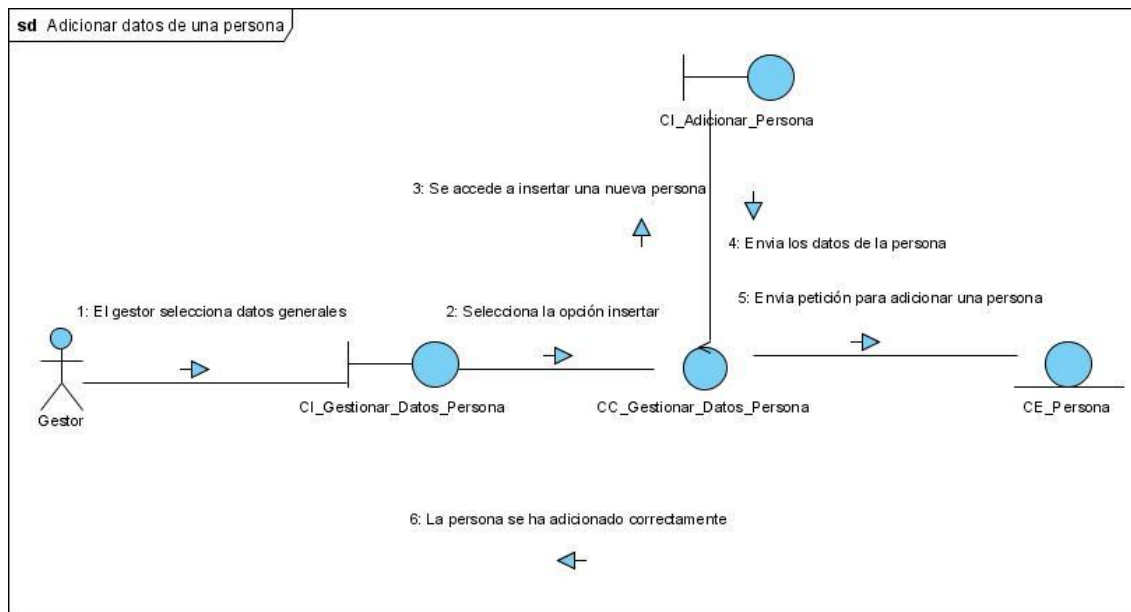 sd Adicionar datos de una persona
CI_Adicionar_Persona
3: Se accede a insertar una nueva persona
4: Envia los datos de la persona
1: El gestor selecciona datos generales
2: Selecciona la opción insertar
5: Envia petición para adicionar una persona
Gestor
CI_Gestionar_Datos_Persona
CC_Gestionar_Datos_Persona
CE_Persona
6: La persona se ha adicionado correctamente